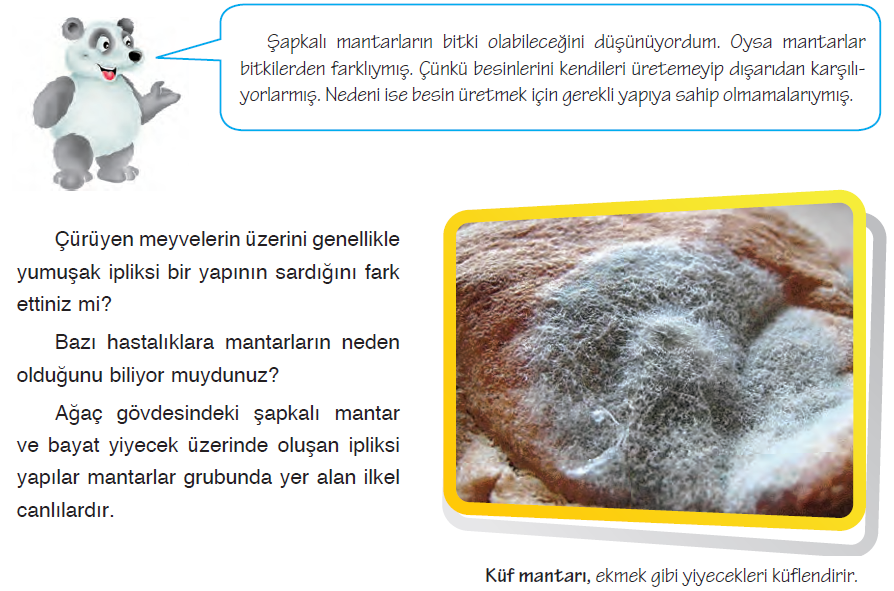 Şapkalı mantarların bitki olabileceğini düşünüyordum. Oysa mantarlar
bitkilerden farklıymış. Çünkü besinlerini kendileri üretemeyip dışarıdan karşılı-
yorlarmış. Nedeni ise besin üretmek için gerekli yapıya sahip olmamalarıymış.
Çürüyen meyvelerin üzerini genellikle
yumuşak ipliksi bir yapının sardığını fark
ettiniz mi?
Bazı hastalıklara mantarların neden
olduğunu biliyor muydunuz?
Ağaç gövdesindeki şapkalı mantar
ve bayat yiyecek üzerinde oluşan ipliksi
yapılar mantarlar grubunda yer alan ilkel
canlılardır.
Küf mantarı, ekmek gibi yiyecekleri küflendirir.